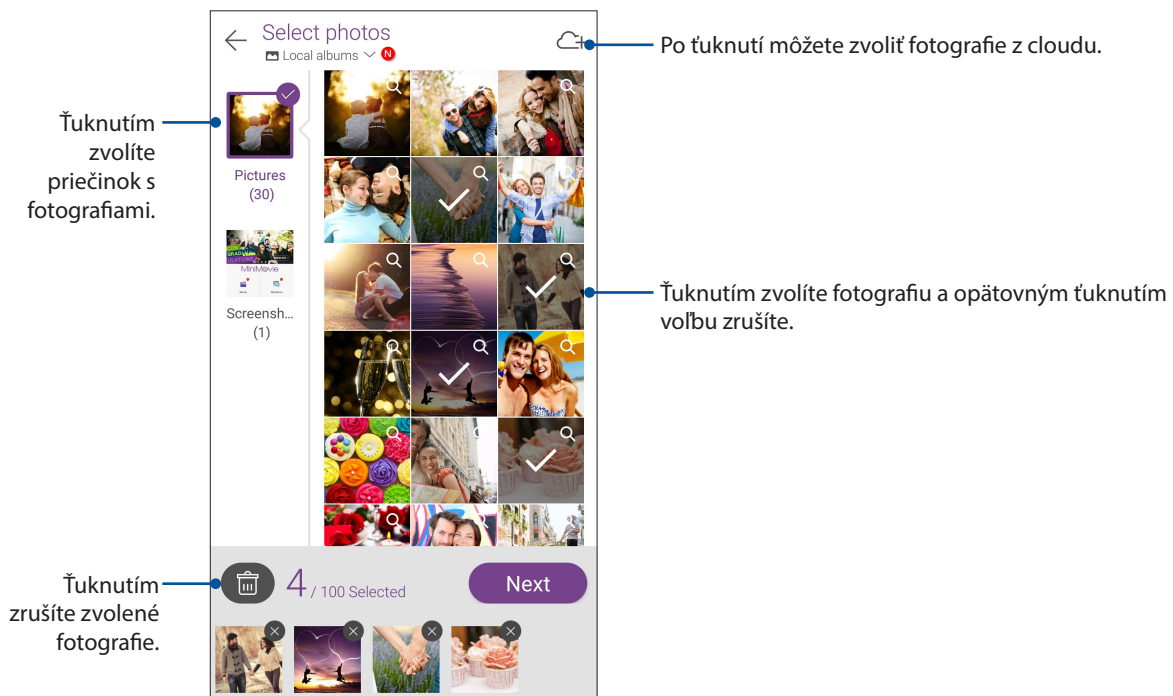 Select photos
Local albums
N
Po ťuknutí môžete zvoliť fotografie z cloudu.
Ťuknutím
zvolíte
priečinok s
fotografiami.
Pictures
(30)
MiniMovie
Screensh...
(1)
Ťuknutím zvolíte fotografiu a opätovným ťuknutím
voľbu zrušíte.
Ťuknutím
zrušíte zvolené
fotografie.
4 / 100 Selected
Next